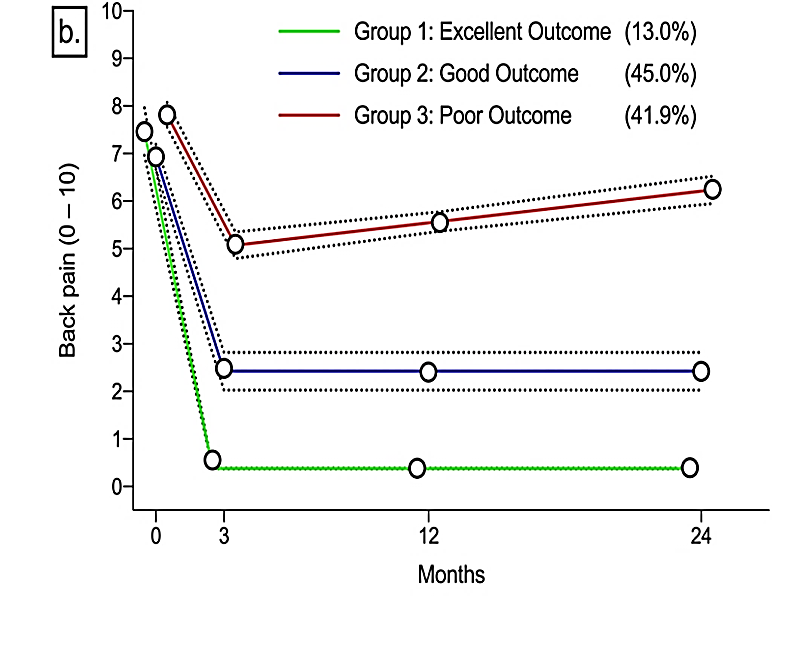 b.
Group 1: Excellent Outcome (13.0%)
Group 2: Good Outcome (45.0%)
Group 3: Poor Outcome (41.9%)
Back pain (0 – 10)
10
9
8
7
6
5
4
3
2
1
0
0 3 12 24
Months